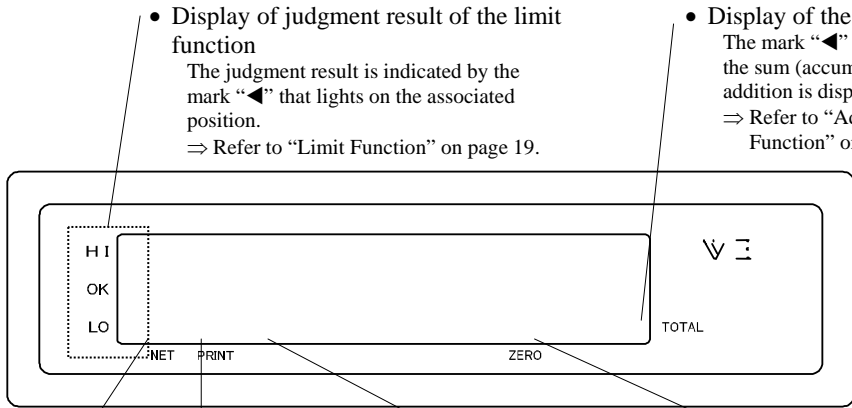 • Display of judgment result of the limit
function
The judgment result is indicated by the
mark “◀” that lights on the associated
position.
⇒ Refer to “Limit Function” on page 19.
• Display of the
The mark “◀”
the sum (accum
addition is disp
⇒ Refer to “Ad
Function” o
HI
OK
LO
NET PRINT ZERO
TOTAL